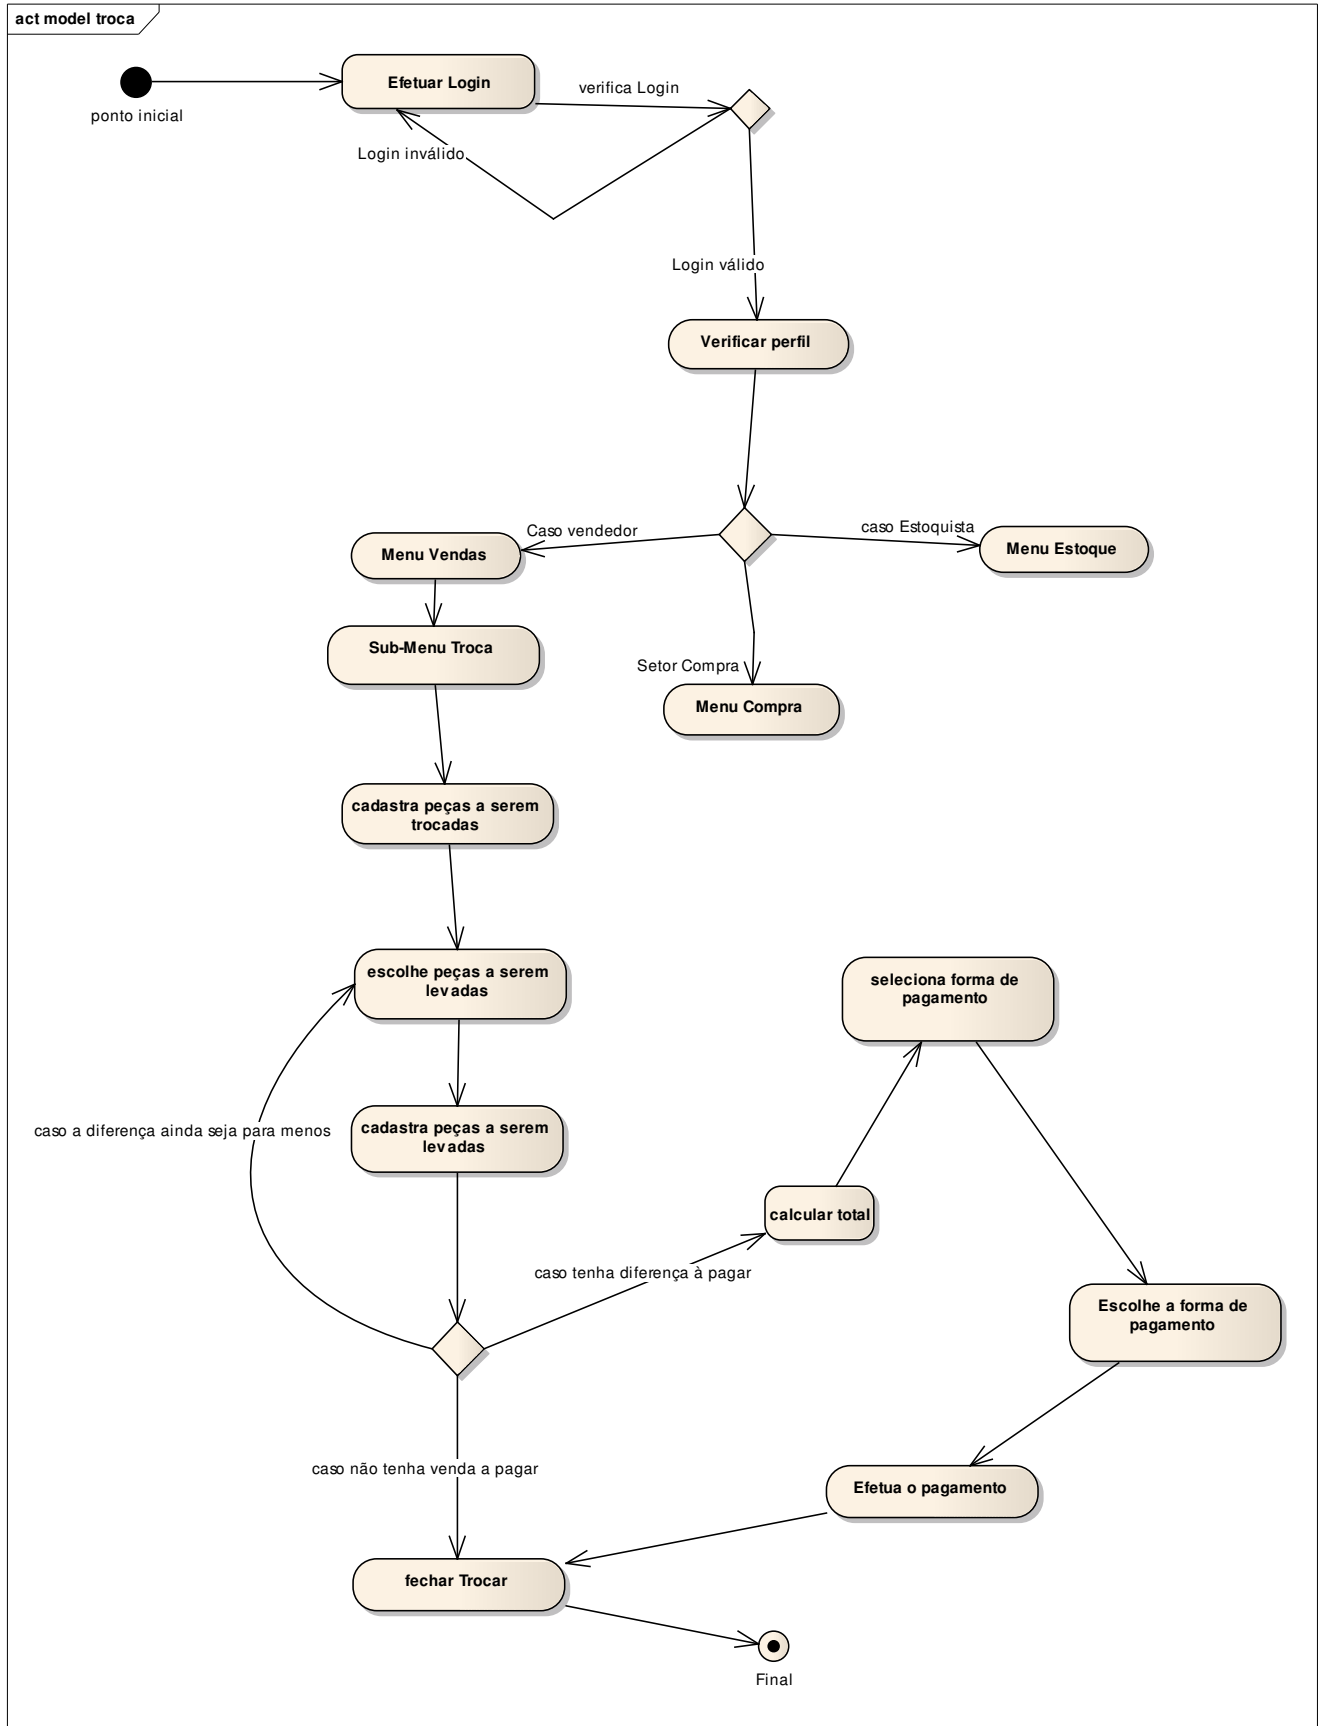 act model troca
Efetuar Login
verifica Login
ponto inicial
Login inválido
Login válido
Verificar perfil
Caso vendedor
caso Estoquista
Menu Vendas
Menu Estoque
Sub-Menu Troca
Setor Compra
Menu Compra
cadastra peças a serem
trocadas
escolhe peças a serem
levadas
seleciona forma de
pagamento
caso a diferença ainda seja para menos
cadastra peças a serem
levadas
calcular total
caso tenha diferença à pagar
Escolhe a forma de
pagamento
caso não tenha venda a pagar
Efetua o pagamento
fechar Trocar
Final